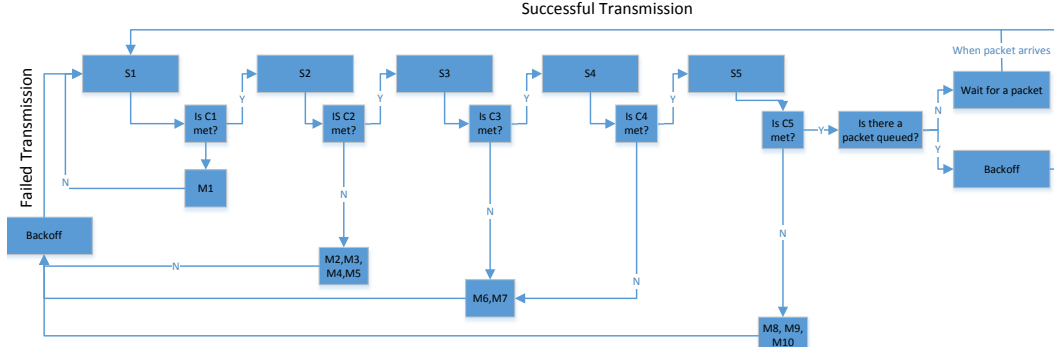 Successful Transmission
When packet arrives
S1
S2
S3
S4
S5
Wait for a packet
Y
Y
Y
Y
N
Is C1
met?
IS C2
met?
Is C3
met?
Is C4
met?
Is C5
met?
Y
Is there a
packet queued?
Y
Failed Transmission
N
M1
Backoff
N
N
N
Backoff
N
M2,M3,
M4,M5
N
N
M6,M7
M8, M9,
M10